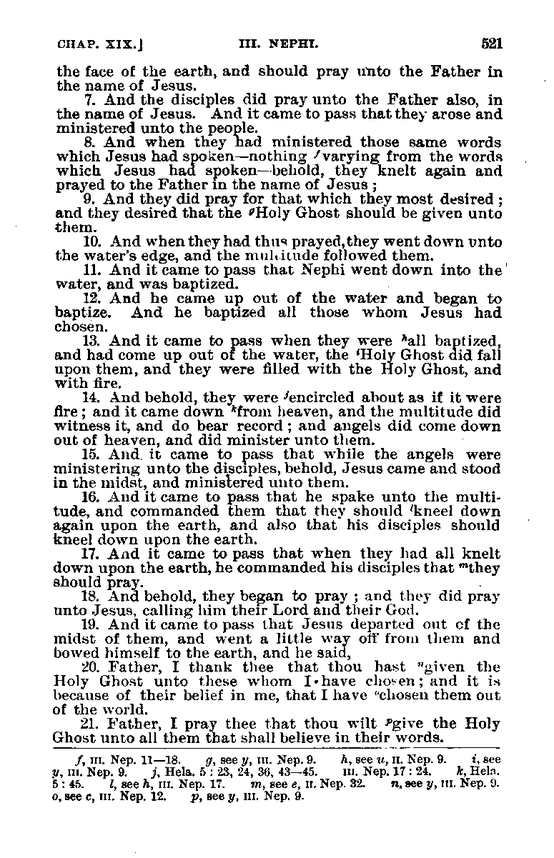 CHAP. XIX.] III. NEPHI. 521
the face of the earth, and should pray unto the Father in
the name of Jesus.
7. And the disciples did pray unto the Father also, in
the name of Jesus. And it came to pass that they arose and
ministered unto the people.
8. And when they had ministered those same words
which Jesus had spoken—nothing fvarying from the words
which Jesus had spoken—behold, they knelt again and
prayed to the Father in the name of Jesus ;
9. And they did pray for that which they most desired ;
and they desired that the gHoly Ghost should be given unto
them.
10. And when they had thus prayed,they went down unto
the water's edge, and the multitude followed them.
11. And it came to pass that Nephi went down into the
water, and was baptized.
12. And he came up out of the water and began to
baptize. And he baptized all those whom Jesus had
chosen.
13. And it came to pass when they were hall baptized,
and had come up out of the water, the iHoly Ghost did fall
upon them, and they were filled with the Holy Ghost, and
with fire.
14. And behold, they were jencircled about as if it were
fire ; and it came down kfrom heaven, and the multitude did
witness it, and do bear record ; and angels did come down
out of heaven, and did minister unto them.
15. And it came to pass that while the angels were
ministering unto the disciples, behold, Jesus came and stood
in the midst, and ministered unto them.
16. And it came to pass that he spake unto the multi-
tude, and commanded them that they should lkneel down
again upon the earth, and also that his disciples should
kneel down upon the earth.
17. And it came to pass that when they had all knelt
down upon the earth, he commanded his disciples that mthey
should pray.
18. And behold, they began to pray ; and they did pray
unto Jesus, calling him their Lord and their God.
19. And it came to pass that Jesus departed out of the
midst of them, and went a little way off from them and
bowed himself to the earth, and he said,
20. Father, I thank thee that thou hast ngiven the
Holy Ghost unto these whom I have chosen; and it is
because of their belief in me, that I have ochosen them out
of the world.
21. Father, I pray thee that thou wilt pgive the Holy
Ghost unto all them that shall believe in their words.
f, III. Nep. 11—18. g, see y, III. Nep. 9. h, see u, II. Nep. 9. i, see
y, III. Nep. 9. j, Hela. 5 : 23, 24, 36, 43—45. III. Nep. 17 : 24. k, Hela.
5 : 45. l, see h, III. Nep. 17. m, see e, II. Nep. 32. n, see y, III. Nep. 9.
o, see c, III. Nep. 12. p, see y, III. Nep. 9.